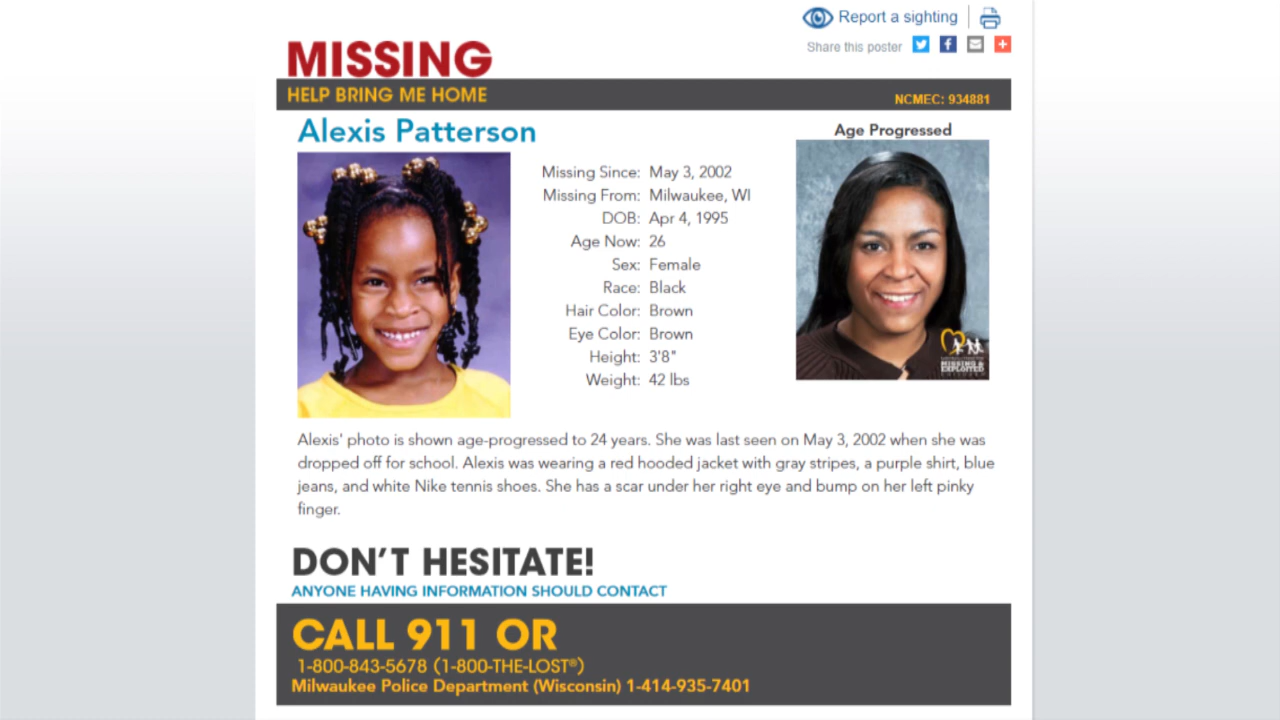 Report a sighting
Share this poster
MISSING
HELP BRING ME HOME
NCMEC: 934881
Alexis Patterson
Age Progressed
Missing Since: May 3, 2002
Missing From: Milwaukee, WI
DOB: Apr 4, 1995
Age Now: 26
Sex: Female
Race: Black
Hair Color: Brown
Eye Color: Brown
Height: 3'8"
Weight: 42 lbs
MISSING &
EXPLOITED
CHILDREN
Alexis' photo is shown age-progressed to 24 years. She was last seen on May 3, 2002 when she was
dropped off for school. Alexis was wearing a red hooded jacket with gray stripes, a purple shirt, blue
jeans, and white Nike tennis shoes. She has a scar under her right eye and bump on her left pinky
finger.
DON'T HESITATE!
ANYONE HAVING INFORMATION SHOULD CONTACT
CALL 911 OR
1-800-843-5678 (1-800-THE-LOST®)
Milwaukee Police Department (Wisconsin) 1-414-935-7401